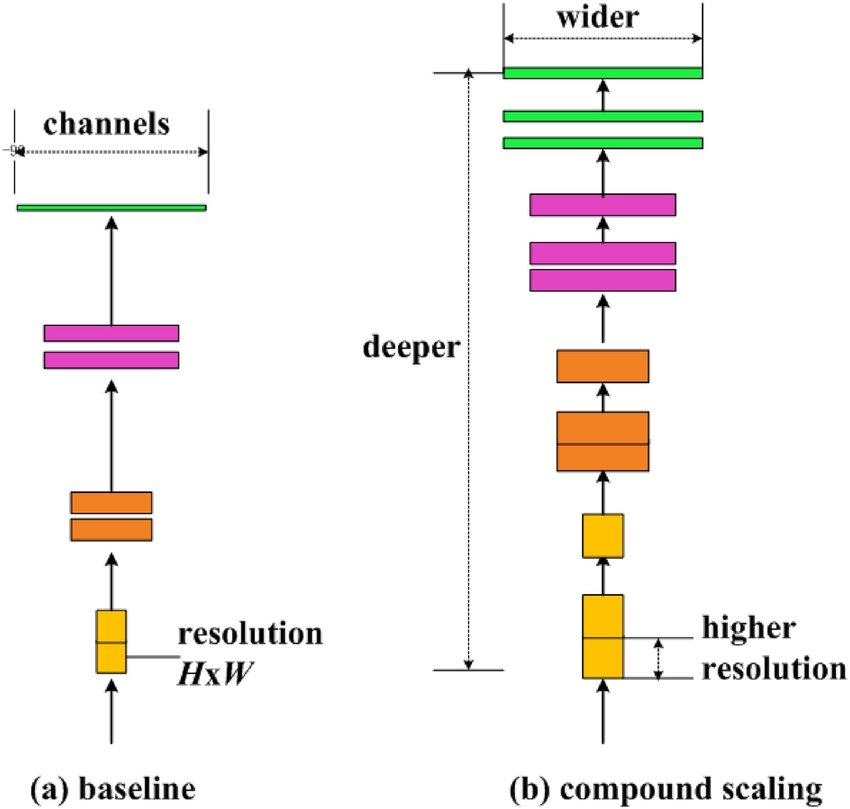 wider
channels
deeper
resolution
HxW
higher
resolution
(a) baseline
(b) compound scaling